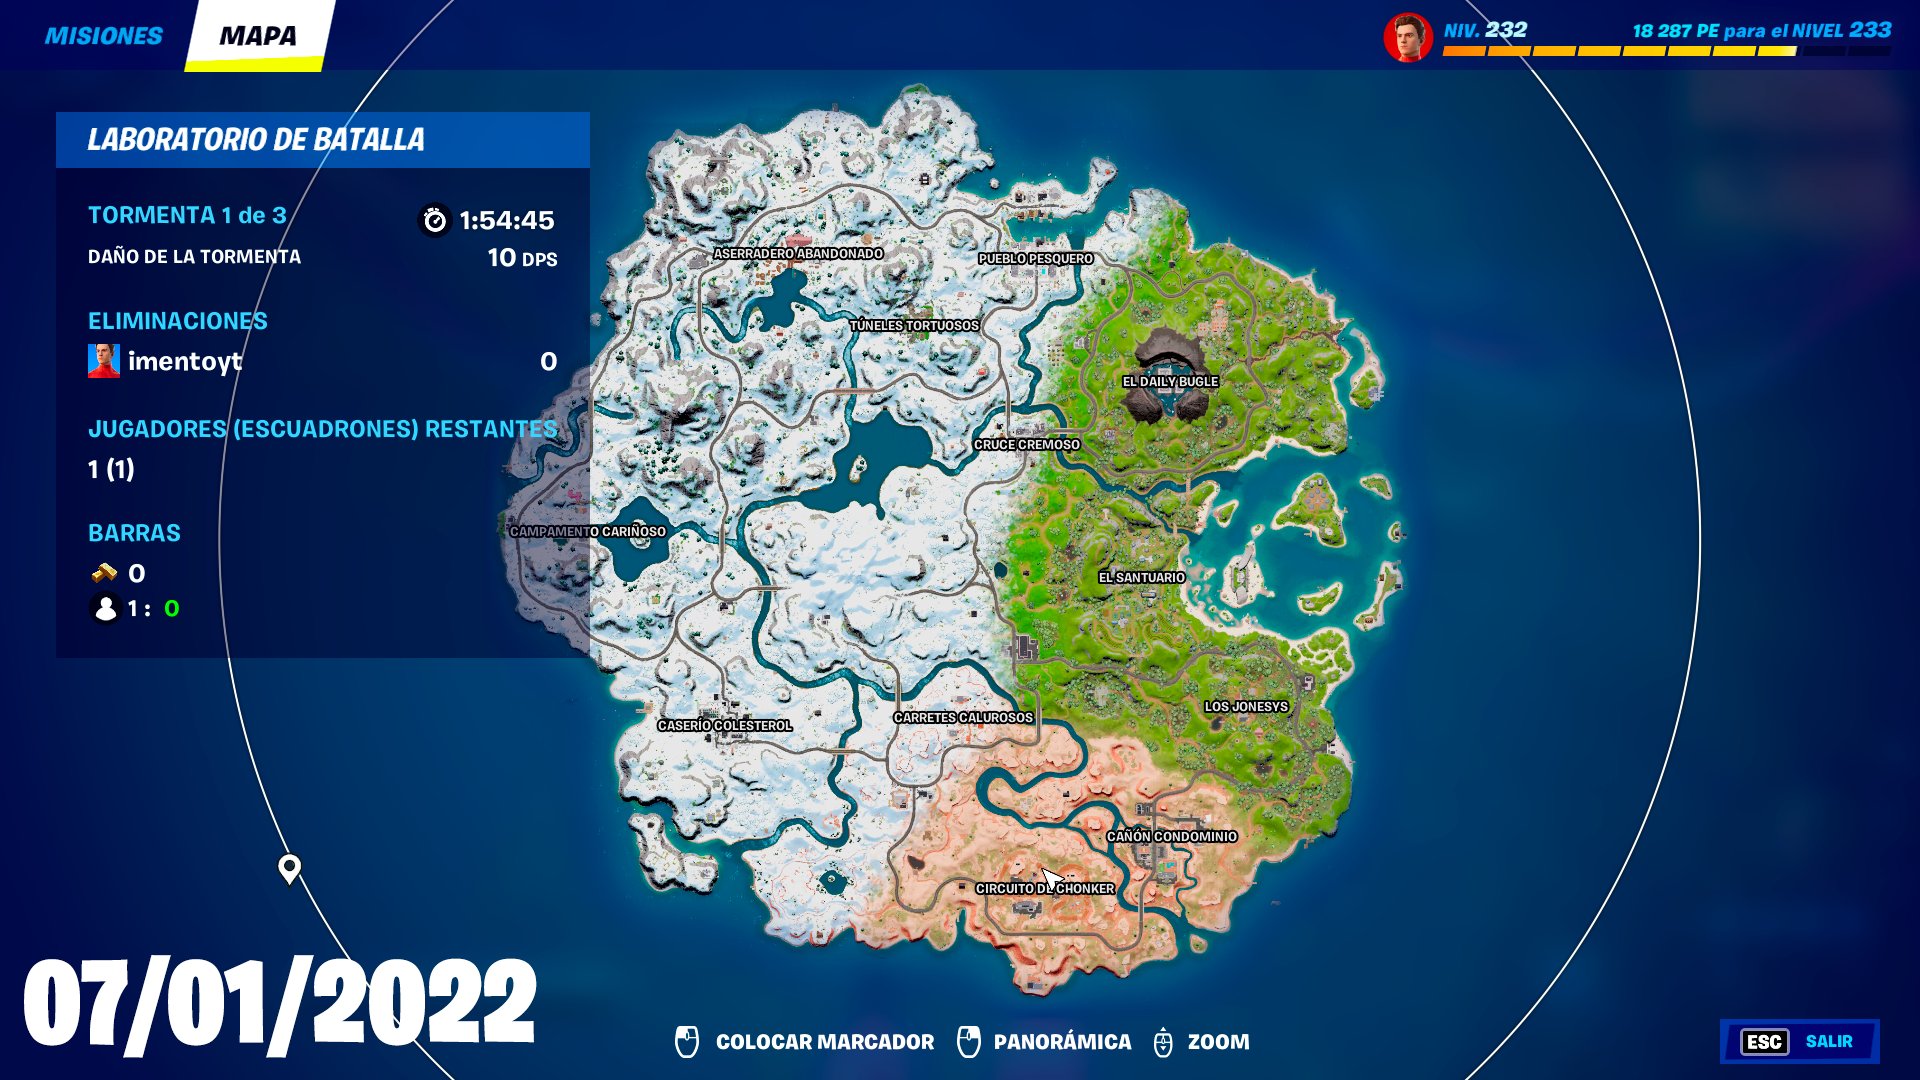 MISIONES
MAPA
NIV. 232
18 287 PE para el NIVEL 233
LABORATORIO DE BATALLA
TORMENTA 1 de 3
1:54:45
DAÑO DE LA TORMENTA
10 DPS
ELIMINACIONES
imentoyt
0
JUGADORES (ESCUADRONES) RESTANTES
1 (1)
BARRAS
0
1 : 0
ASERRADERO ABANDONADO
PUEBLO PESQUERO
TÚNELES TORTUOSOS
EL DAILY BUGLE
CRUCE CREMOSO
CAMPAMENTO CARIÑOSO
EL SANTUARIO
LOS JONESYS
CARRETES CALUROSOS
CASERÍO COLESTEROL
CAÑÓN CONDOMINIO
CIRCUITO DE CHONKER
07/01/2022
COLOCAR MARCADOR
PANORÁMICA
ZOOM
ESC SALIR